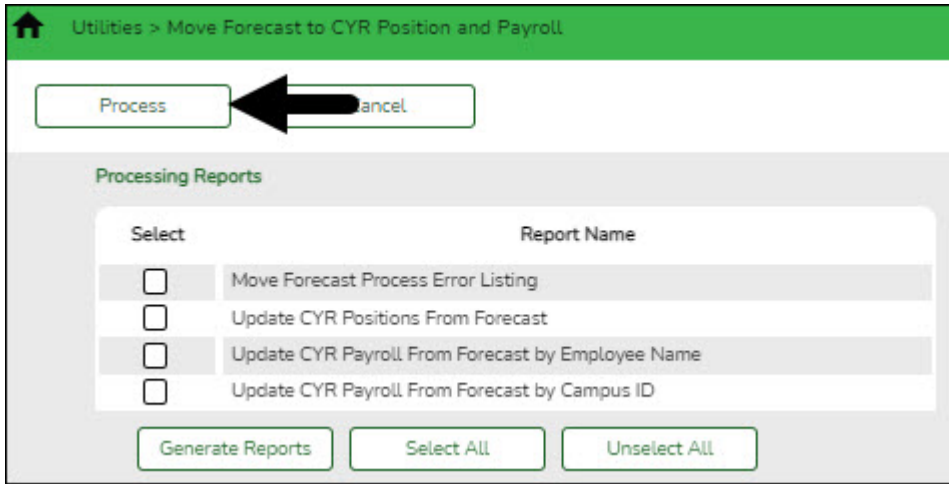 Utilities > Move Forecast to CYR Position and Payroll
Process ancel
Processing Reports
Select Report Name
Move Forecast Process Error Listing
Update CYR Positions From Forecast
Update CYR Payroll From Forecast by Employee Name
Update CYR Payroll From Forecast by Campus ID
Generate Reports Select All Unselect All